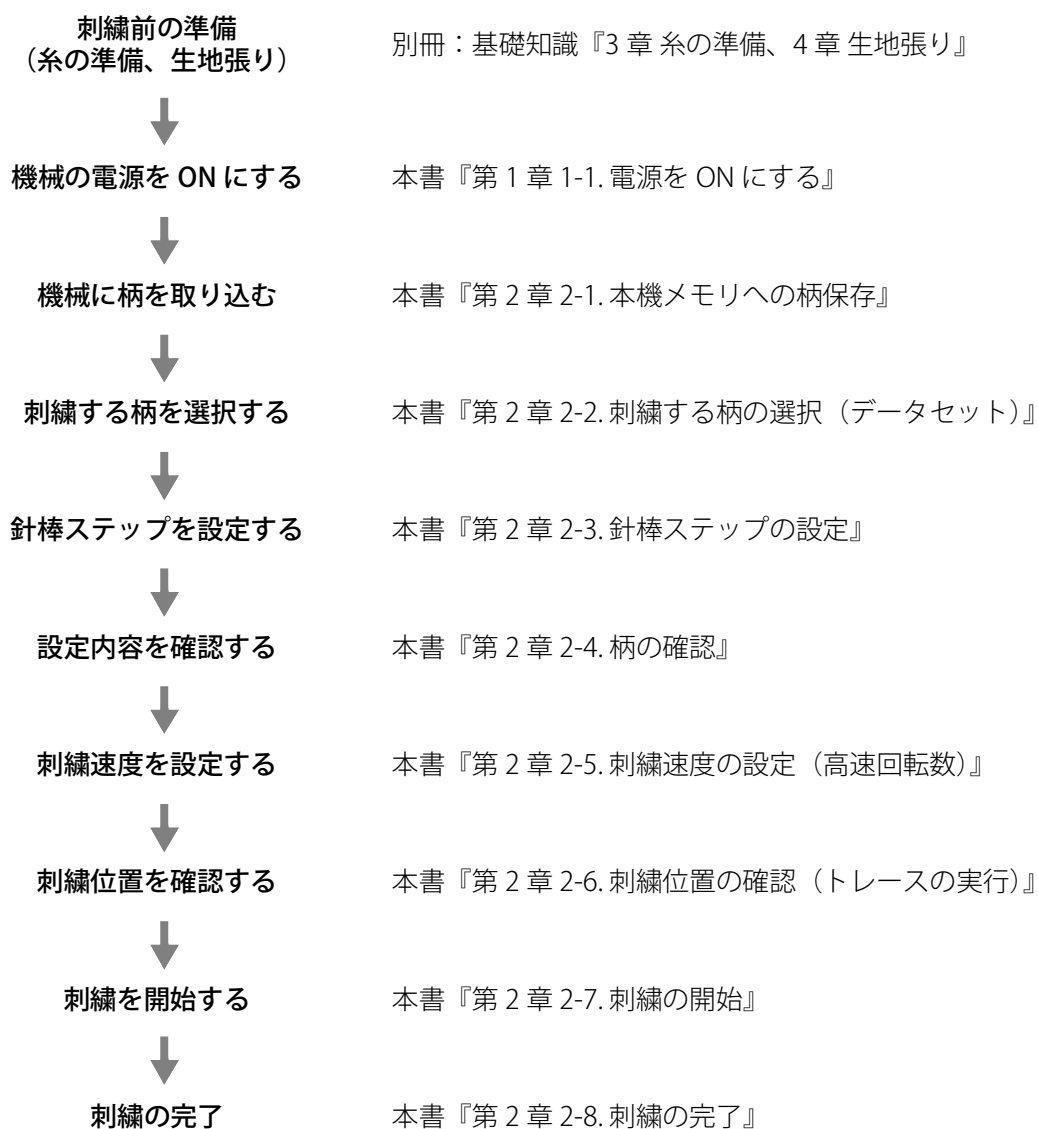 刺繍前の準備
（糸の準備、生地張り）
別冊：基礎知識『3 章 糸の準備、4 章 生地張り』
機械の電源を ON にする
本書『第 1 章 1-1. 電源を ON にする』
機械に柄を取り込む
本書『第 2 章 2-1. 本機メモリへの柄保存』
刺繍する柄を選択する
本書『第 2 章 2-2. 刺繍する柄の選択（データセット）』
針棒ステップを設定する
本書『第 2 章 2-3. 針棒ステップの設定』
設定内容を確認する
本書『第 2 章 2-4. 柄の確認』
刺繍速度を設定する
本書『第 2 章 2-5. 刺繍速度の設定（高速回転数）』
刺繍位置を確認する
本書『第 2 章 2-6. 刺繍位置の確認（トレースの実行）』
刺繍を開始する
本書『第 2 章 2-7. 刺繍の開始』
刺繍の完了
本書『第 2 章 2-8. 刺繍の完了』